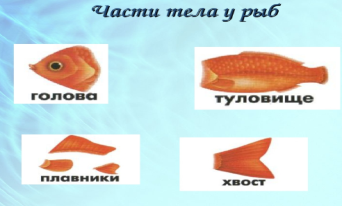 Части тела у рыб
голова
туловище
плавники
хвост